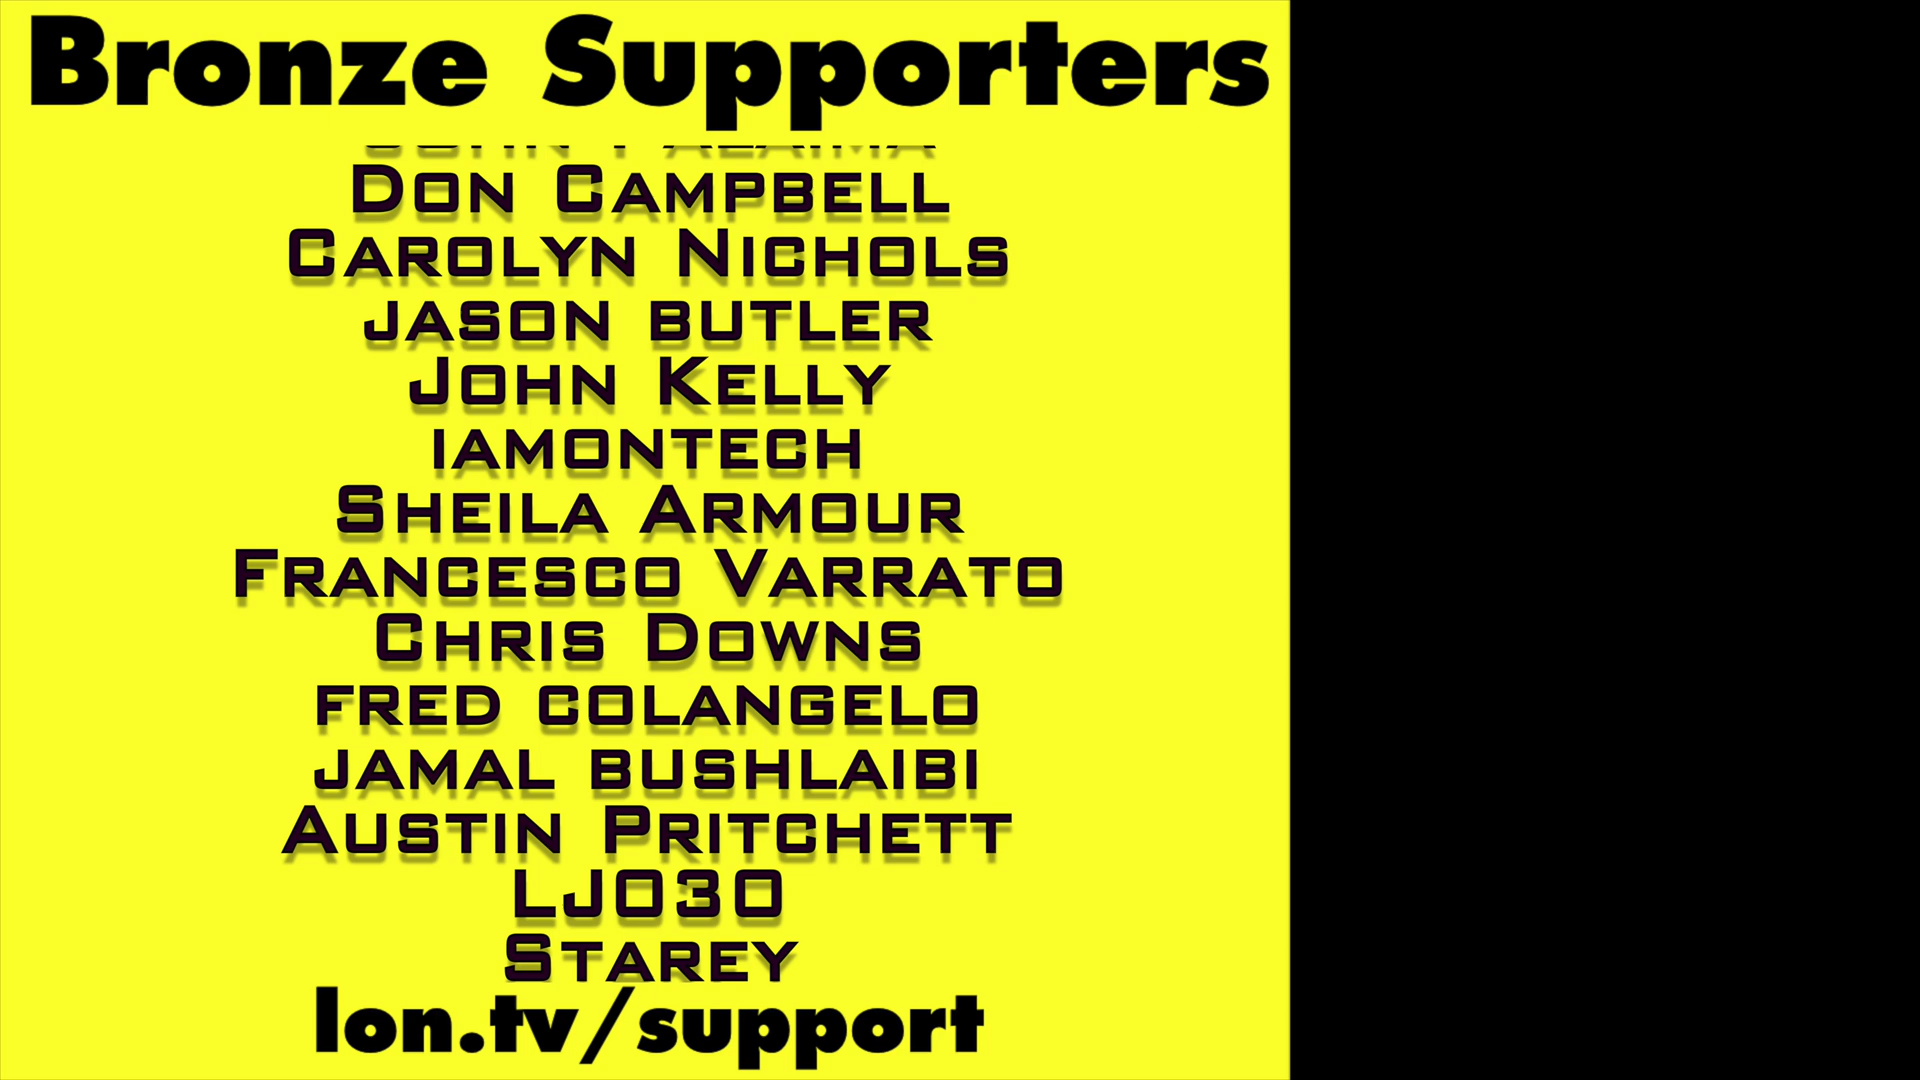 Bronze Supporters
Don Campbell
Carolyn Nichols
jason butler
John Kelly
iamontech
Sheila Armour
Francesco Varrato
Chris Downs
fred colangelo
jamal bushlaibi
Austin Pritchett
LJ030
Starey
lon.tv/support